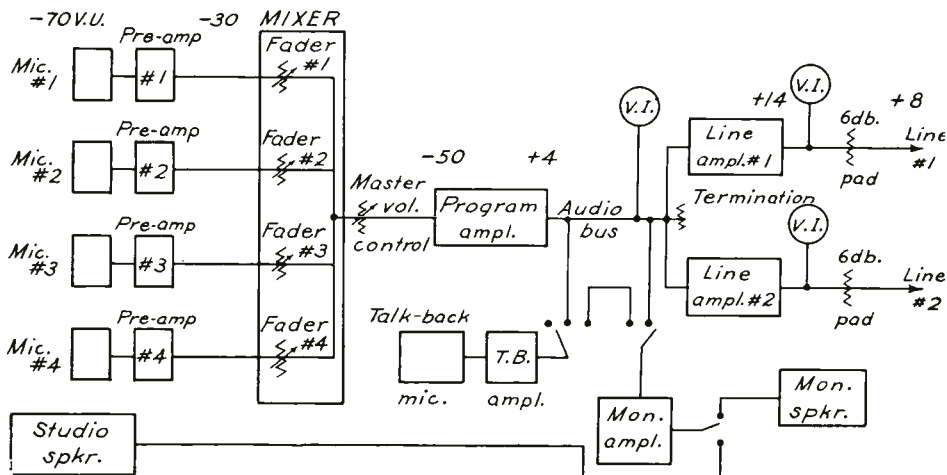 -70V.U.
-30
MIXER
Pre-amp
Fader
Mic.
#1
#1
#1
Pre-amp
Fader
Mic.
#2
#2
#2
Pre-amp
Fader
Mic.
#3
#3
#3
Pre-amp
Fader
Mic.
#4
#4
#4
Master
vol.
control
-50
+4
Program
ampl.
Audio
bus
V.I.
+14
V.I.
+8
Line
ampl.#1
6db.
pad
Line
#1
Termination
V.I.
Line
ampl.#2
6db.
pad
Line
#2
Talk-back
mic.
T.B.
ampl.
Mon.
ampl.
Mon.
spkr.
Studio
spkr.